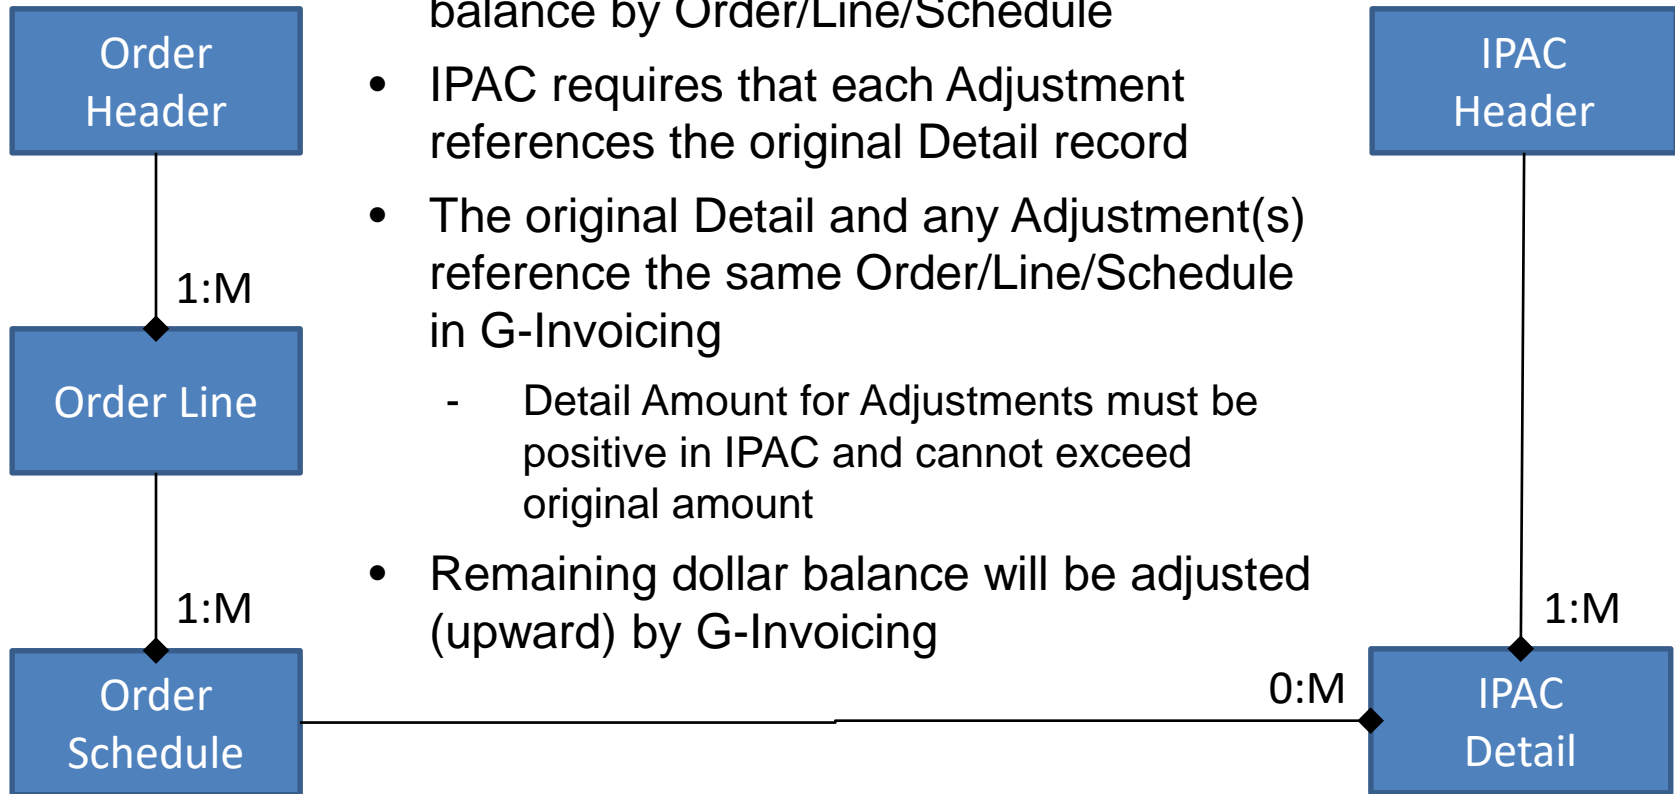 Order
Header
1:M
Order Line
1:M
Order
Schedule
balance by Order/Line/Schedule
• IPAC requires that each Adjustment
references the original Detail record
• The original Detail and any Adjustment(s)
reference the same Order/Line/Schedule
in G-Invoicing
- Detail Amount for Adjustments must be
positive in IPAC and cannot exceed
original amount
• Remaining dollar balance will be adjusted
(upward) by G-Invoicing
IPAC
Header
1:M
0:M
IPAC
Detail